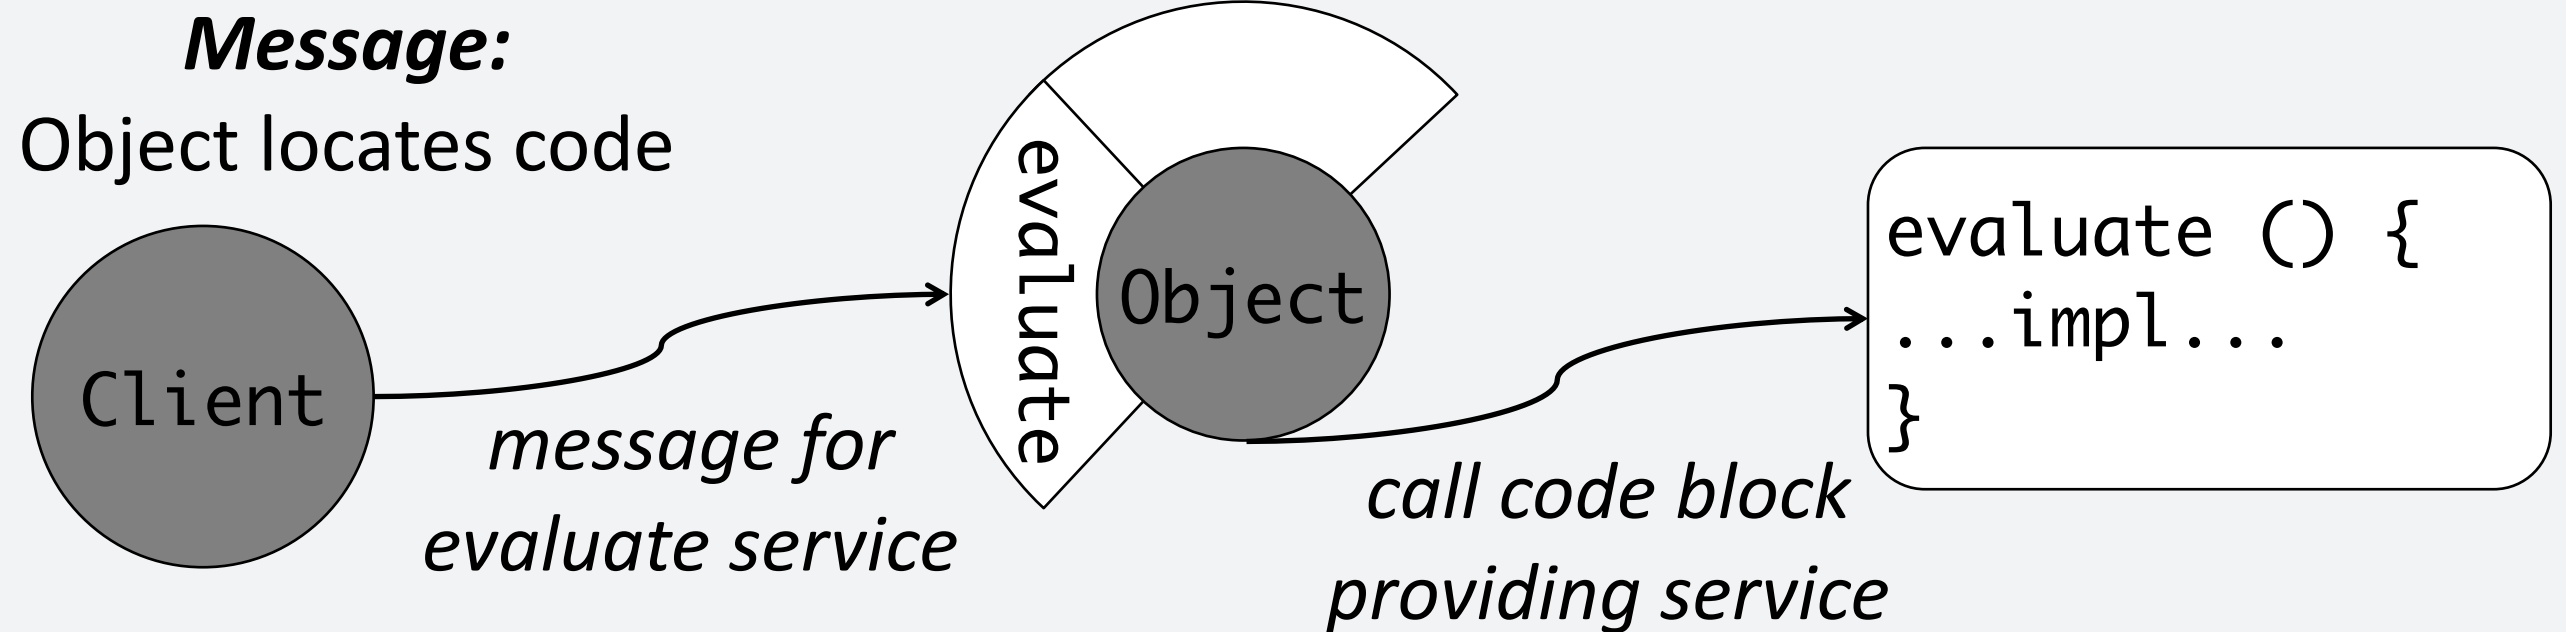 Message:
Object locates code
Client
message for
evaluate service
evaluate
Object
call code block
providing service
evaluate () {
...impl...
}